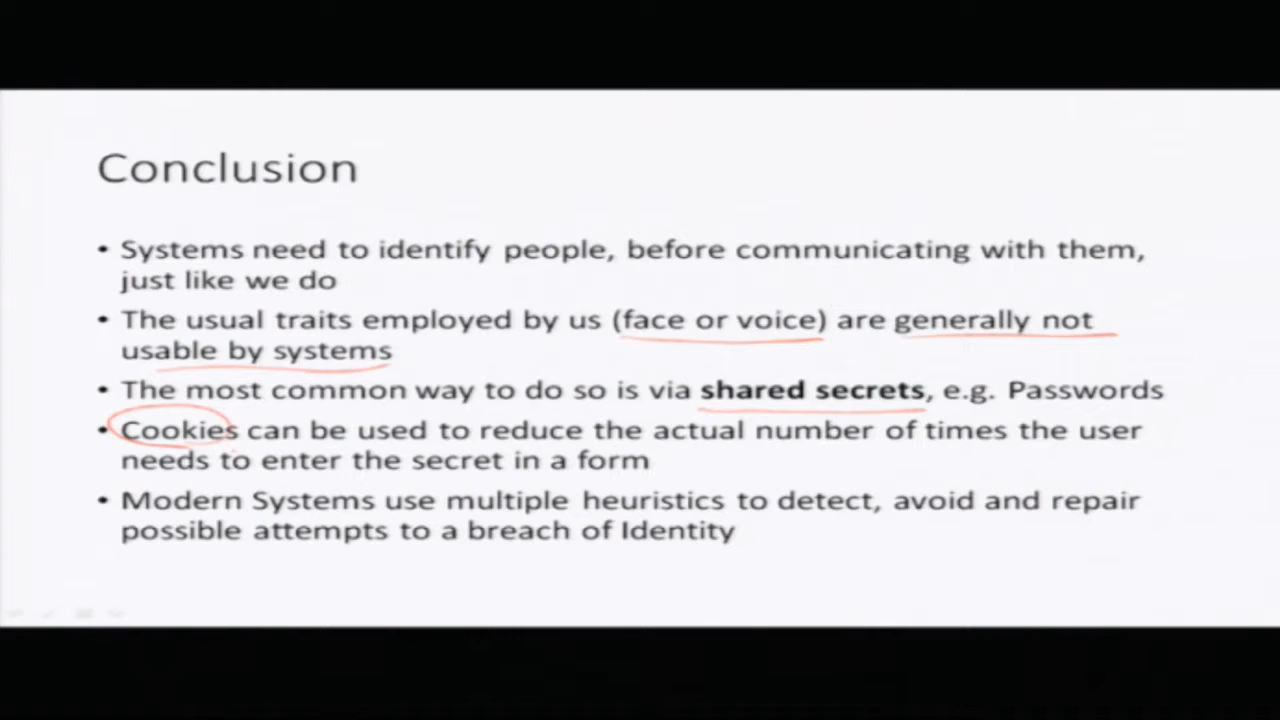 Conclusion
• Systems need to identify people, before communicating with them,
just like we do
• The usual traits employed by us (face or voice) are generally not
usable by systems
• The most common way to do so is via shared secrets, e.g. Passwords
• Cookies can be used to reduce the actual number of times the user
needs to enter the secret in a form
• Modern Systems use multiple heuristics to detect, avoid and repair
possible attempts to a breach of Identity